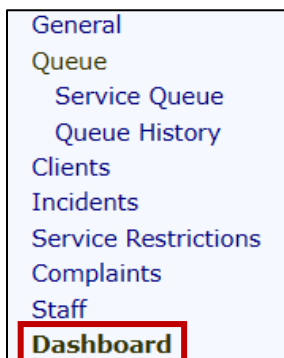 General
Queue
Service Queue
Queue History
Clients
Incidents
Service Restrictions
Complaints
Staff
Dashboard